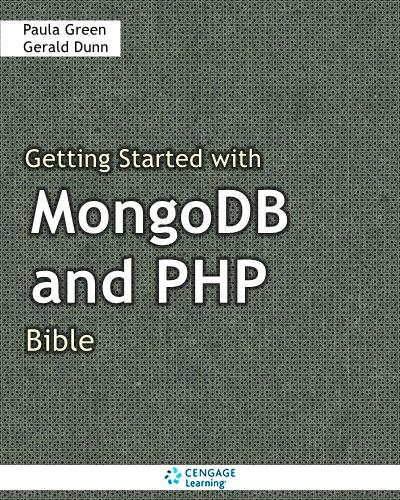 Paula Green
Gerald Dunn
Getting Started with
MongoDB
and PHP
Bible
CENGAGE
Learning